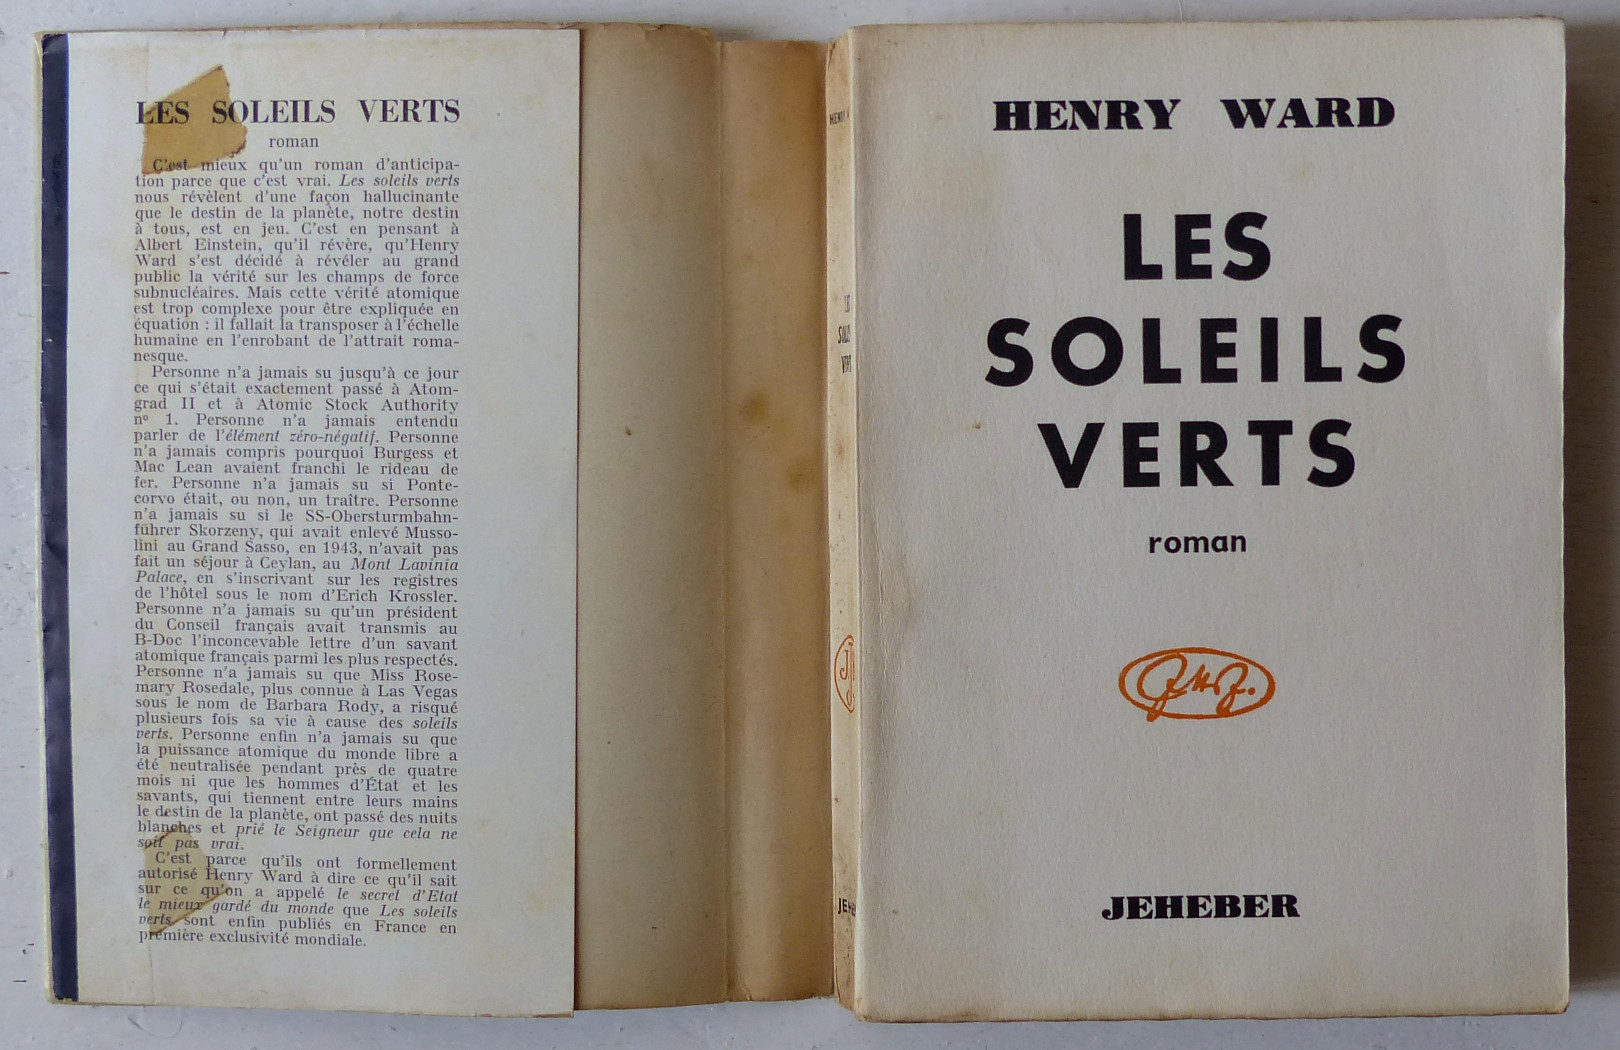 LES SOLEILS VERTS
roman
C'est mieux qu'un roman d'anticipa-
tion parce que c'est vrai. Les soleils verts
nous révèlent d'une façon hallucinante
que le destin de la planète, notre destin
à tous, est en jeu. C'est en pensant à
Albert Einstein, qu'il révère, qu'Henry
Ward s'est décidé à révéler au grand
public la vérité sur les champs de force
subnucléaires. Mais cette vérité atomique
est trop complexe pour être expliquée en
équation : il fallait la transposer à l'échelle
humaine en l'enrobant de l'attrait roma-
nesque.
Personne n'a jamais su jusqu'à ce jour
ce qui s'était exactement passé à Atom-
grad II et à Atomic Stock Authority
nº 1. Personne n'a jamais entendu
parler de l'élément zéro-négatif. Personne
n'a jamais compris pourquoi Burgess et
Mac Lean avaient franchi le rideau de
fer. Personne n'a jamais su si Ponte-
corvo était, ou non, un traître. Personne
n'a jamais su si le SS-Obersturmbahn-
führer Skorzeny, qui avait enlevé Musso-
lini au Grand Sasso, en 1943, n'avait pas
fait un séjour à Ceylan, au Mont Lavinia
Palace, en s'inscrivant sur les registres
de l'hôtel sous le nom d'Erich Krossler.
Personne n'a jamais su qu'un président
du Conseil français avait transmis au
B-Doc l'inconcevable lettre d'un savant
atomique français parmi les plus respectés.
Personne n'a jamais su que Miss Rose-
mary Rosedale, plus connue à Las Vegas
sous le nom de Barbara Rody, a risqué
plusieurs fois sa vie à cause des soleils
verts. Personne enfin n'a jamais su que
la puissance atomique du monde libre a
été neutralisée pendant près de quatre
mois ni que les hommes d'État et les
savants, qui tiennent entre leurs mains
le destin de la planète, ont passé des nuits
blanches et prié le Seigneur que cela ne
soit pas vrai.
C'est parce qu'ils ont formellement
autorisé Henry Ward à dire ce qu'il sait
sur ce qu'on a appelé le secret d'Etat
le mieux gardé du monde que Les soleils
verts sont enfin publiés en France en
première exclusivité mondiale.
HENRY
LES
HENRY WARD
LES
SOLEILS
VERTS
roman
JEHEBER